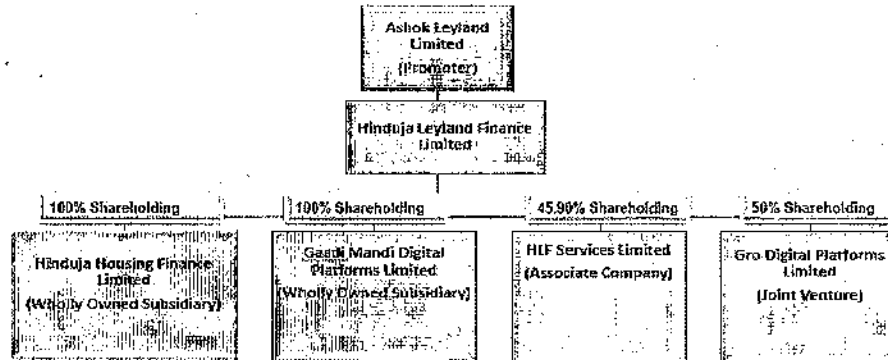 Ashok Leyland
Limited
(Promoter)
Hinduja Leyland Finance
Limited
100% Shareholding
100% Shareholding
45.90% Shareholding
50% Shareholding
Hinduja Housing Finance
Limited
(Wholly Owned Subsidiary)
Gaadi Mandi Digital
Platforms Limited
(Wholly Owned Subsidiary)
HLF Services Limited
(Associate Company)
Gro Digital Platforms
Limited
(Joint Venture)